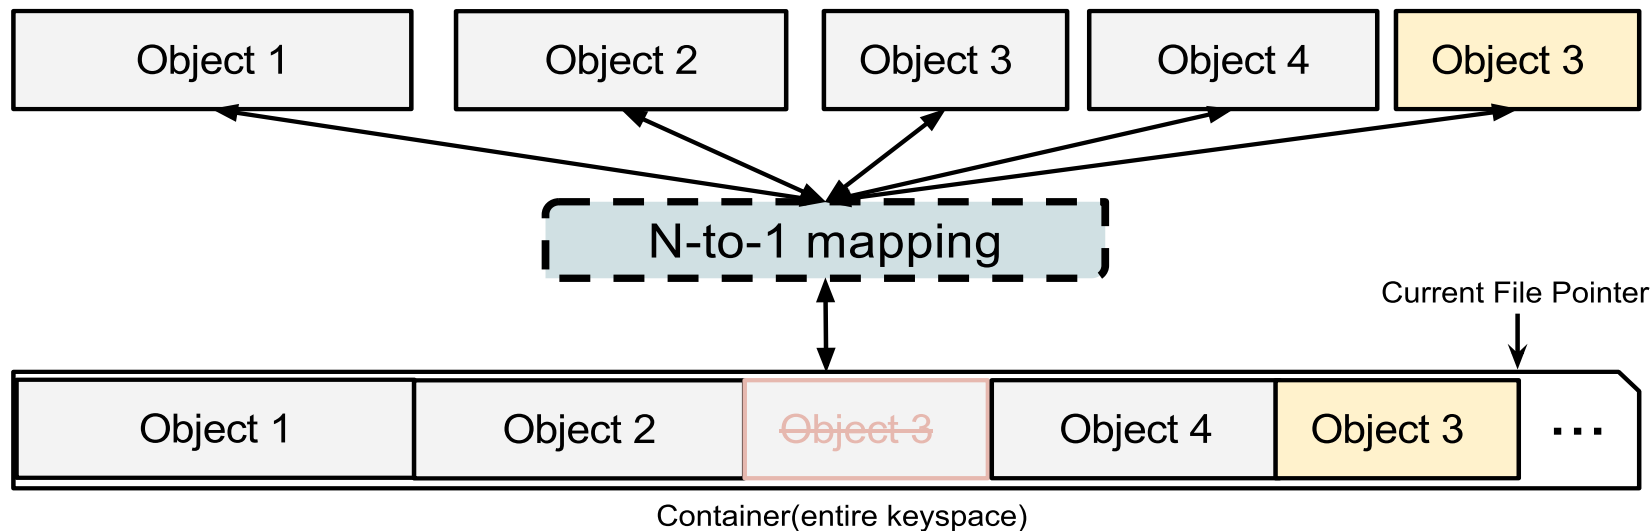 Object 1
Object 2
Object 3
Object 4
Object 3
N-to-1 mapping
Current File Pointer
Object 1
Object 2
Object 3
Object 4
Object 3
...
Container(entire keyspace)